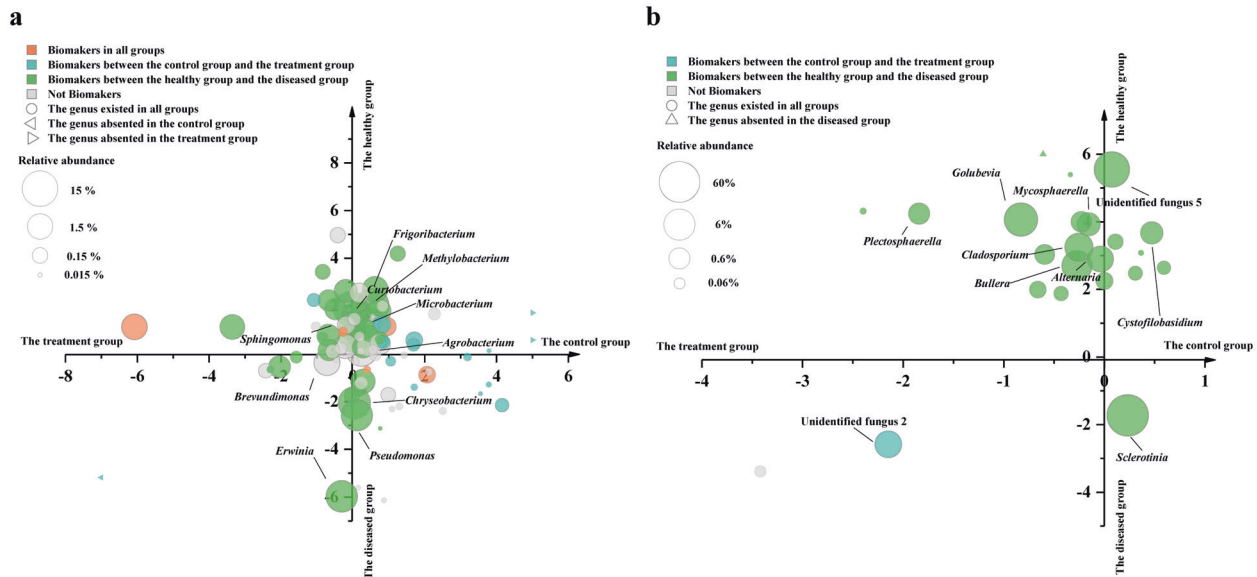 a
Biomakers in all groups
Biomakers between the control group and the treatment group
Biomakers between the healthy group and the diseased group
Not Biomakers
The genus existed in all groups
The genus absented in the control group
The genus absented in the treatment group
Relative abundance
15 %
1.5 %
0.15 %
0.015 %
The healthy group
8
6
4
Frigoribacterium
Methylobacterium
Curtobacterium
Microbacterium
Sphingomonas
Agrobacterium
The treatment group
The control group
-8
-6
-4
-2
0
2
4
6
Brevundimonas
-2
Chryseobacterium
-4
Erwinia
Pseudomonas
-6
The diseased group
b
Biomakers between the control group and the treatment group
Biomakers between the healthy group and the diseased group
Not Biomakers
The genus existed in all groups
The genus absented in the diseased group
Relative abundance
60%
6%
0.6%
0.06%
The healthy group
6
Golubevia
Mycosphaerella
Unidentified fungus 5
Plectosphaerella
4
Cladosporium
Bullera
Alternaria
2
Cystofilobasidium
The treatment group
The control group
0
-4
-3
-2
-1
0
1
Unidentified fungus 2
-2
Sclerotinia
-4
The diseased group